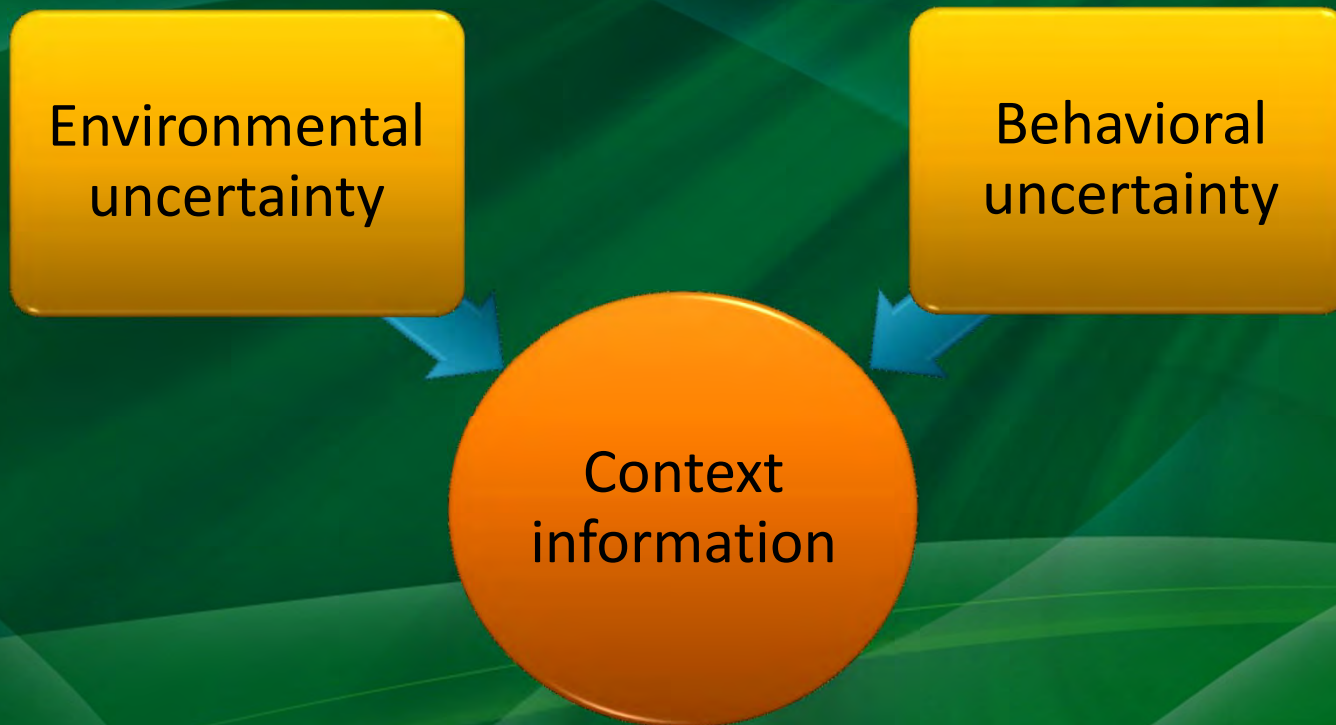 Environmental
uncertainty
Behavioral
uncertainty
Context
information